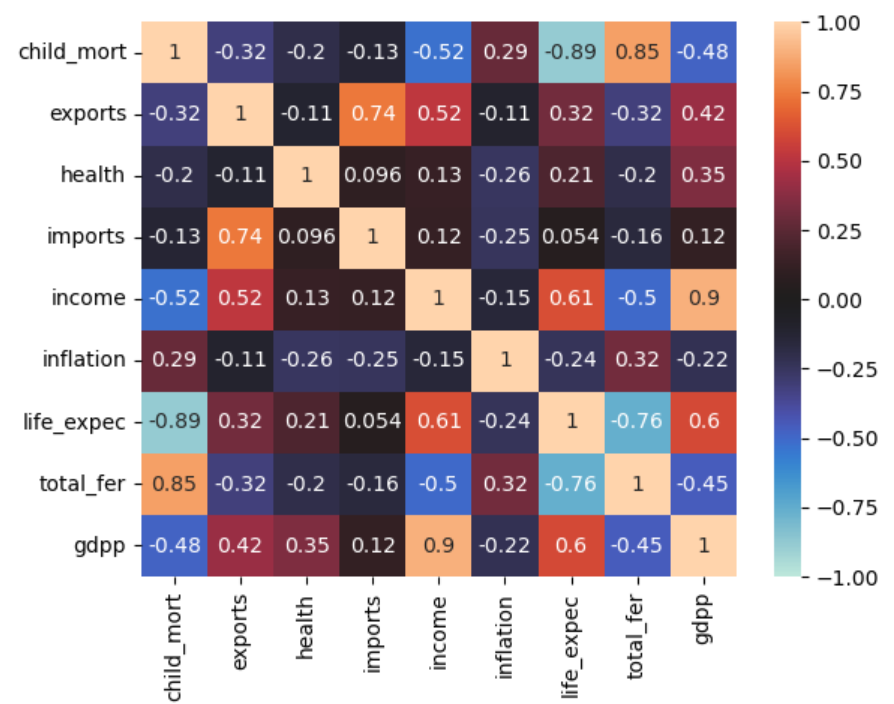 child_mort 1 -0.32 -0.2 -0.13 -0.52 0.29 -0.89 0.85 -0.48
exports -0.32 1 -0.11 0.74 0.52 -0.11 0.32 -0.32 0.42
health -0.2 -0.11 1 0.096 0.13 -0.26 0.21 -0.2 0.35
imports -0.13 0.74 0.096 1 0.12 -0.25 0.054 -0.16 0.12
income -0.52 0.52 0.13 0.12 1 -0.15 0.61 -0.5 0.9
inflation 0.29 -0.11 -0.26 -0.25 -0.15 1 -0.24 0.32 -0.22
life_expec -0.89 0.32 0.21 0.054 0.61 -0.24 1 -0.76 0.6
total_fer 0.85 -0.32 -0.2 -0.16 -0.5 0.32 -0.76 1 -0.45
gdpp -0.48 0.42 0.35 0.12 0.9 -0.22 0.6 -0.45 1
child_mort exports health imports income inflation life_expec total_fer gdpp
1.00
0.75
0.50
0.25
0.00
−0.25
−0.50
−0.75
−1.00